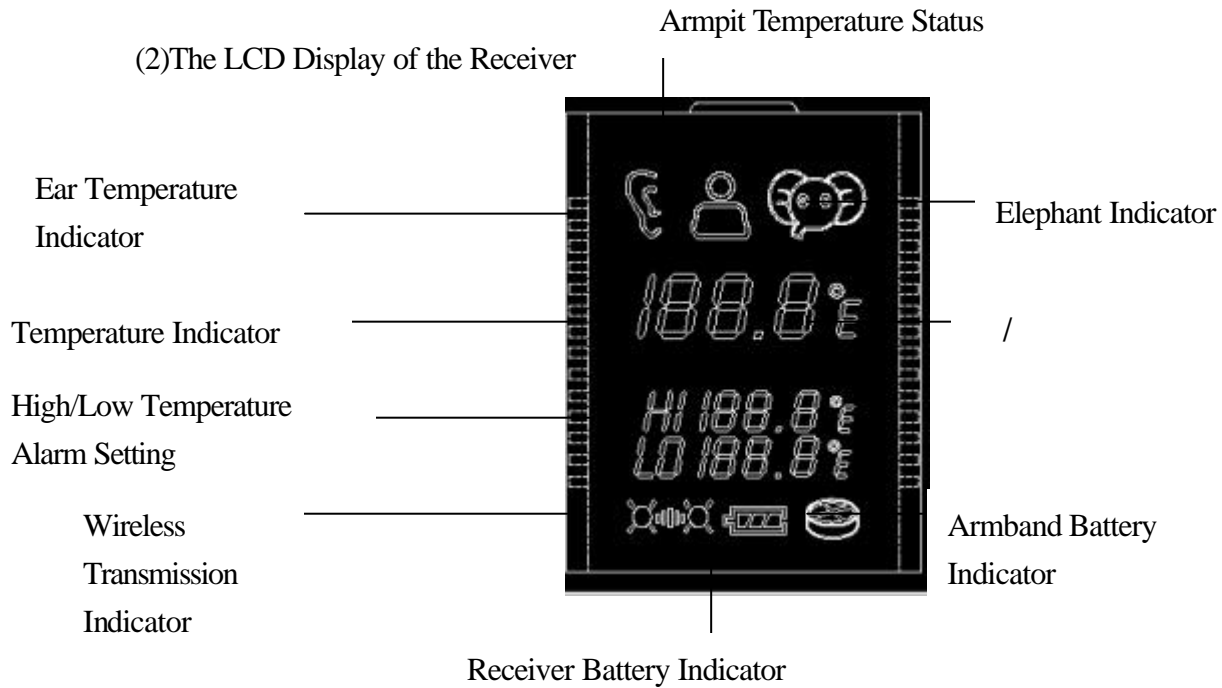 Armpit Temperature Status
(2)The LCD Display of the Receiver
Ear Temperature
Indicator
Elephant Indicator
188.8°E
Temperature Indicator
/
High/Low Temperature
Alarm Setting
HI 188.8°E
LO 188.8°E
Wireless
Transmission
Indicator
Armband Battery
Indicator
Receiver Battery Indicator